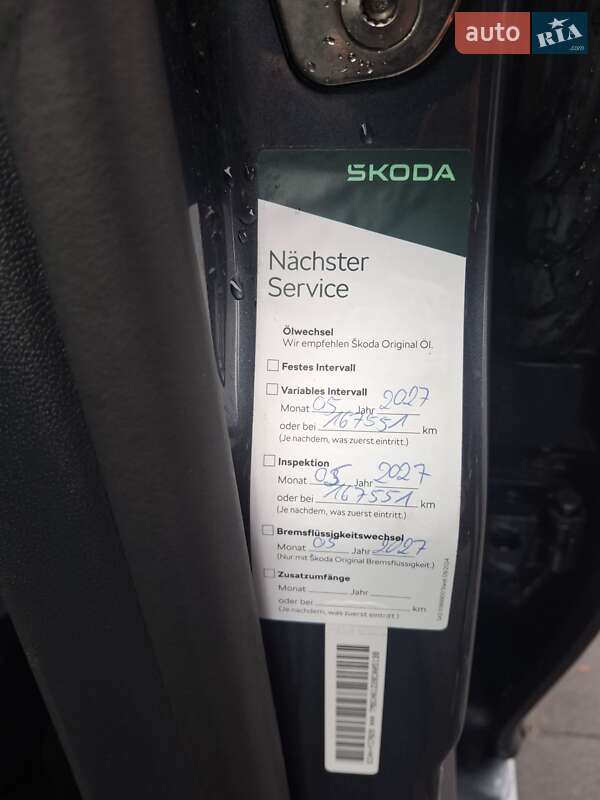 auto RIA .com
ŠKODA
Nächster
Service
Ölwechsel
Wir empfehlen Škoda Original Öl.
Festes Intervall
Variables Intervall
Monat 05 Jahr 2027
oder bei 167551 km
(Je nachdem, was zuerst eintritt.)
Inspektion
Monat 05 Jahr 2027
oder bei 167551 km
(Je nachdem, was zuerst eintritt.)
Bremsflüssigkeitswechsel
Monat 05 Jahr 2027
(Nur mit Škoda Original Bremsflüssigkeit.)
Zusatzumfänge
Monat Jahr
oder bei km
(Je nachdem, was zuerst eintritt.)